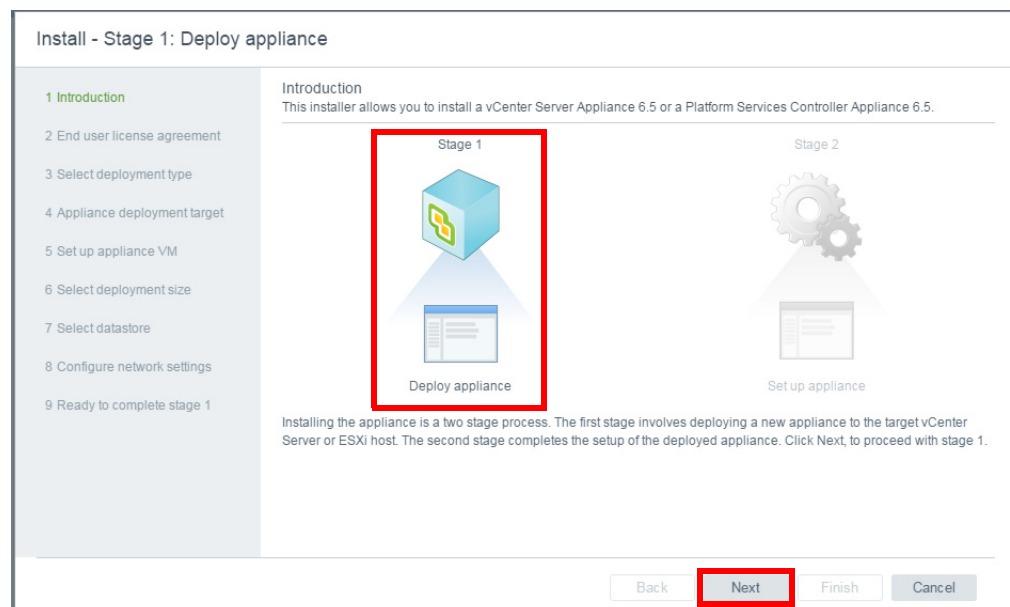 Install - Stage 1: Deploy appliance
1 Introduction
2 End user license agreement
3 Select deployment type
4 Appliance deployment target
5 Set up appliance VM
6 Select deployment size
7 Select datastore
8 Configure network settings
9 Ready to complete stage 1
Introduction
This installer allows you to install a vCenter Server Appliance 6.5 or a Platform Services Controller Appliance 6.5.
Stage 1
Deploy appliance
Stage 2
Set up appliance
Installing the appliance is a two stage process. The first stage involves deploying a new appliance to the target vCenter
Server or ESXi host. The second stage completes the setup of the deployed appliance. Click Next, to proceed with stage 1.
Back
Next
Finish
Cancel